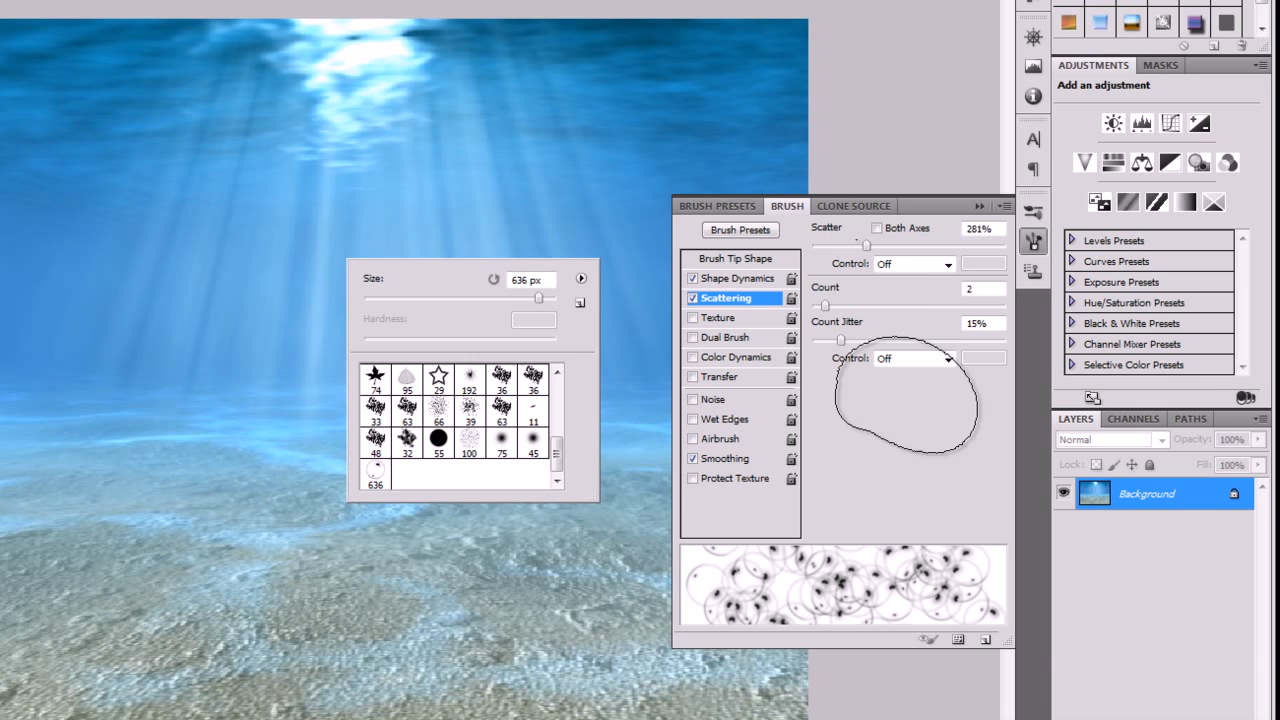 ADJUSTMENTS MASKS
Add an adjustment
Levels Presets
Curves Presets
Exposure Presets
Hue/Saturation Presets
Black & White Presets
Channel Mixer Presets
Selective Color Presets
BRUSH PRESETS BRUSH CLONE SOURCE
Brush Presets
Brush Tip Shape
Shape Dynamics
Scattering
Texture
Dual Brush
Color Dynamics
Transfer
Noise
Wet Edges
Airbrush
Smoothing
Protect Texture
Scatter Both Axes 281%
Control: Off
Count 2
Count Jitter 15%
Control: Off
Size: 636 px
Hardness:
74 95 29 192 36 36
33 63 66 39 63 11
48 32 55 100 75 45
636
LAYERS CHANNELS PATHS
Normal Opacity: 100%
Lock: Fill: 100%
Background